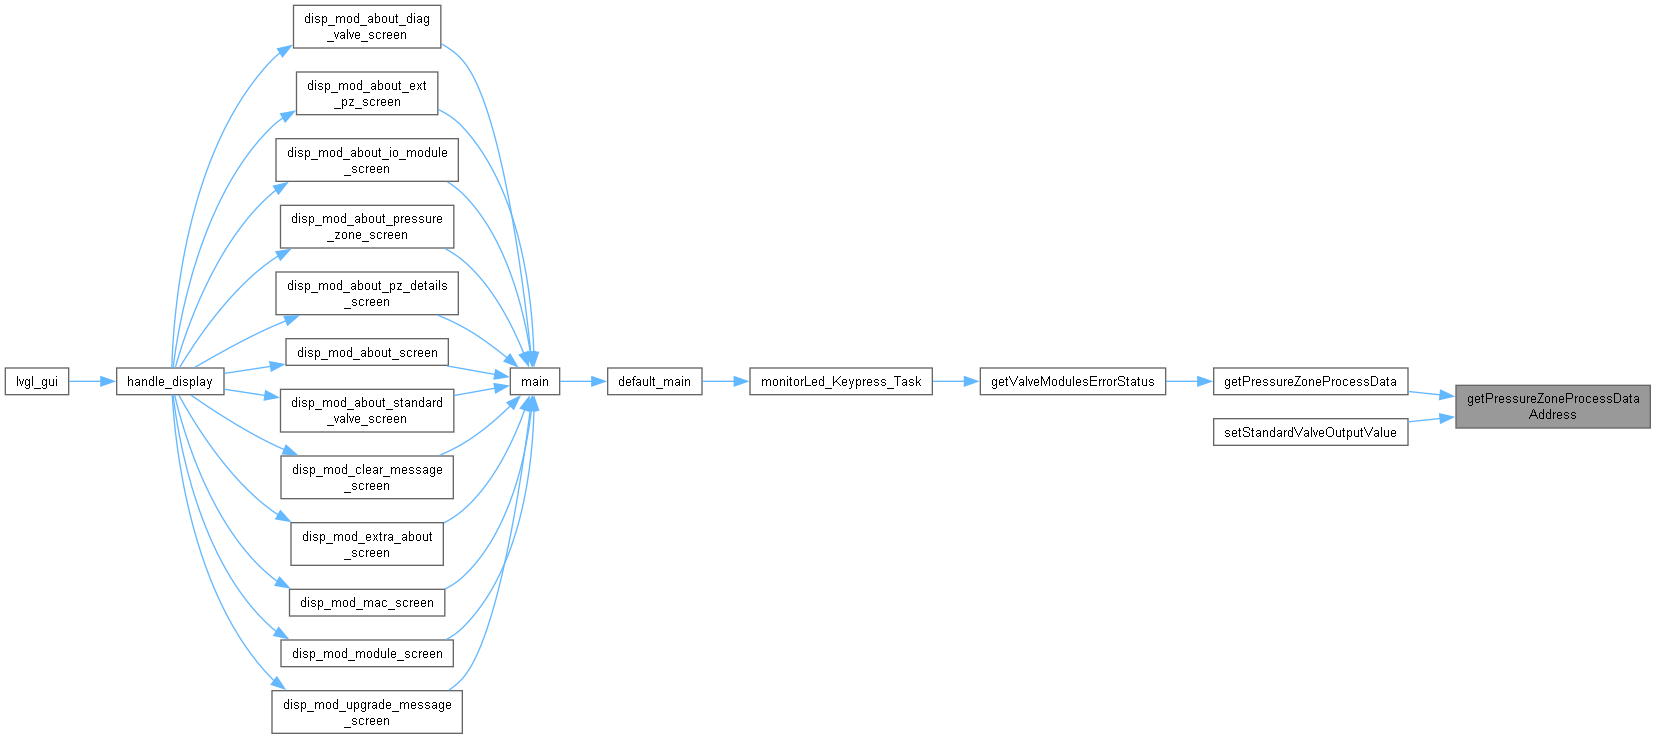 disp_mod_about_diag
_valve_screen
disp_mod_about_ext
_pz_screen
disp_mod_about_io_module
_screen
disp_mod_about_pressure
_zone_screen
disp_mod_about_pz_details
_screen
disp_mod_about_screen
lvgl_gui
handle_display
main
default_main
monitorLed_Keypress_Task
getValveModulesErrorStatus
getPressureZoneProcessData
getPressureZoneProcessData
Address
disp_mod_about_standard
_valve_screen
setStandardValveOutputValue
disp_mod_clear_message
_screen
disp_mod_extra_about
_screen
disp_mod_mac_screen
disp_mod_module_screen
disp_mod_upgrade_message
_screen